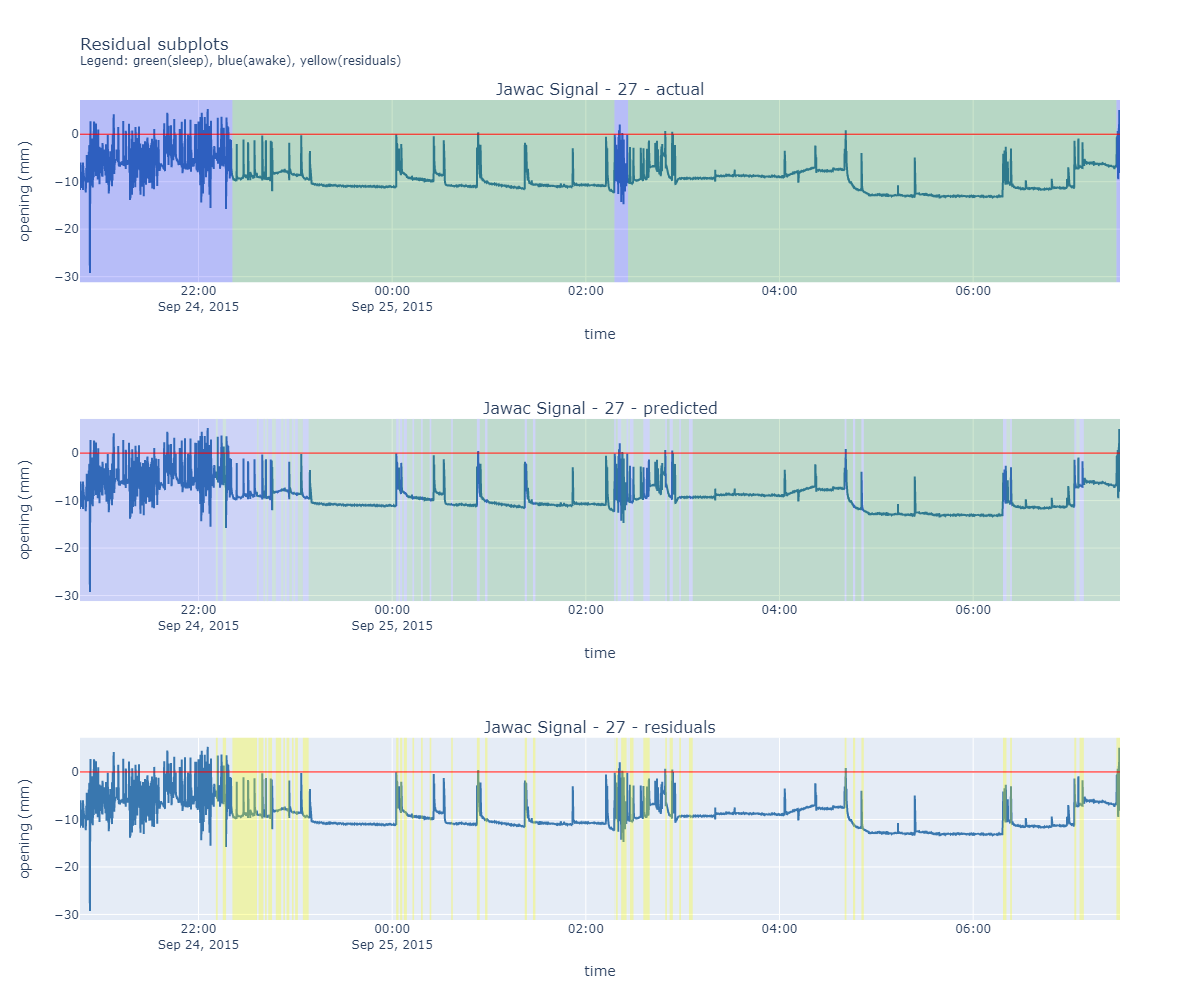 Residual subplots
Legend: green(sleep), blue(awake), yellow(residuals)
Jawac Signal - 27 - actual
opening (mm)
0
−10
−20
−30
22:00 00:00 02:00 04:00 06:00
Sep 24, 2015 Sep 25, 2015
time
Jawac Signal - 27 - predicted
opening (mm)
0
−10
−20
−30
22:00 00:00 02:00 04:00 06:00
Sep 24, 2015 Sep 25, 2015
time
Jawac Signal - 27 - residuals
opening (mm)
0
−10
−20
−30
22:00 00:00 02:00 04:00 06:00
Sep 24, 2015 Sep 25, 2015
time